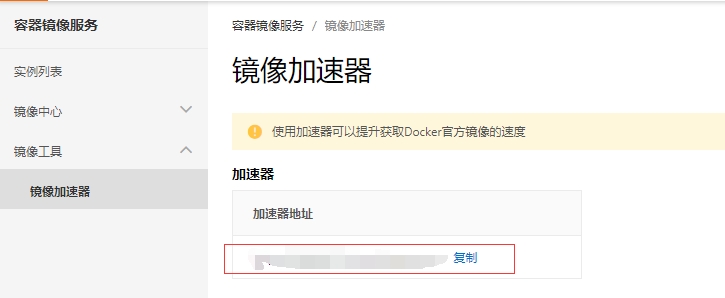 容器镜像服务
容器镜像服务 / 镜像加速器
实例列表
镜像中心
镜像工具
镜像加速器
镜像加速器
使用加速器可以提升获取Docker官方镜像的速度
加速器
加速器地址
复制